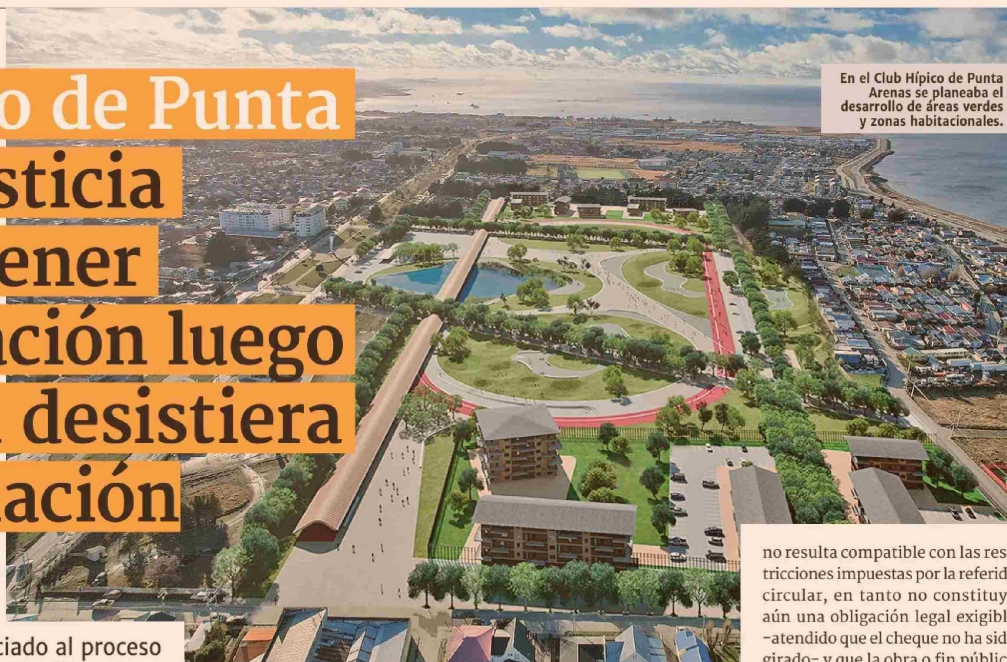 o de Punta
sticia
ener
ación luego
desistiera
ación
En el Club Hípico de Punta
Arenas se planeaba el
desarrollo de áreas verdes
y zonas habitacionales.
ciado al proceso
no resulta compatible con las res
tricciones impuestas por la referid
circular, en tanto no constituy
aún una obligación legal exigibl
-atendido que el cheque no ha sid
girado- y que la obra o fin públic